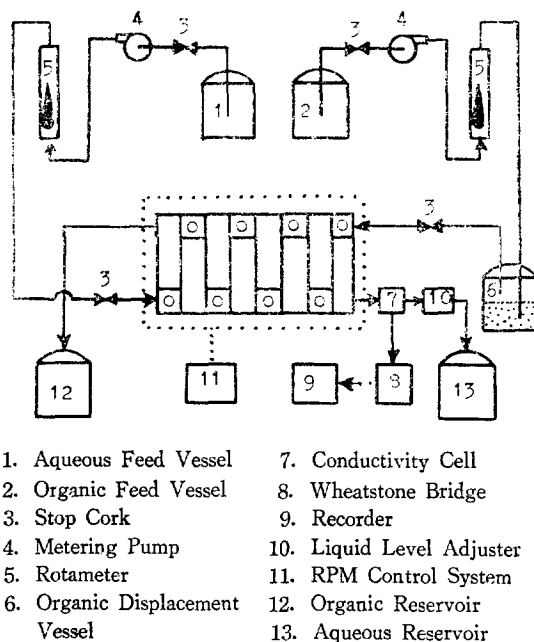 4 3 3 4
5 5
1 2
3
6
3
7 10
11 9 8
12 13
1. Aqueous Feed Vessel
2. Organic Feed Vessel
3. Stop Cork
4. Metering Pump
5. Rotameter
6. Organic Displacement
Vessel
7. Conductivity Cell
8. Wheatstone Bridge
9. Recorder
10. Liquid Level Adjuster
11. RPM Control System
12. Organic Reservoir
13. Aqueous Reservoir